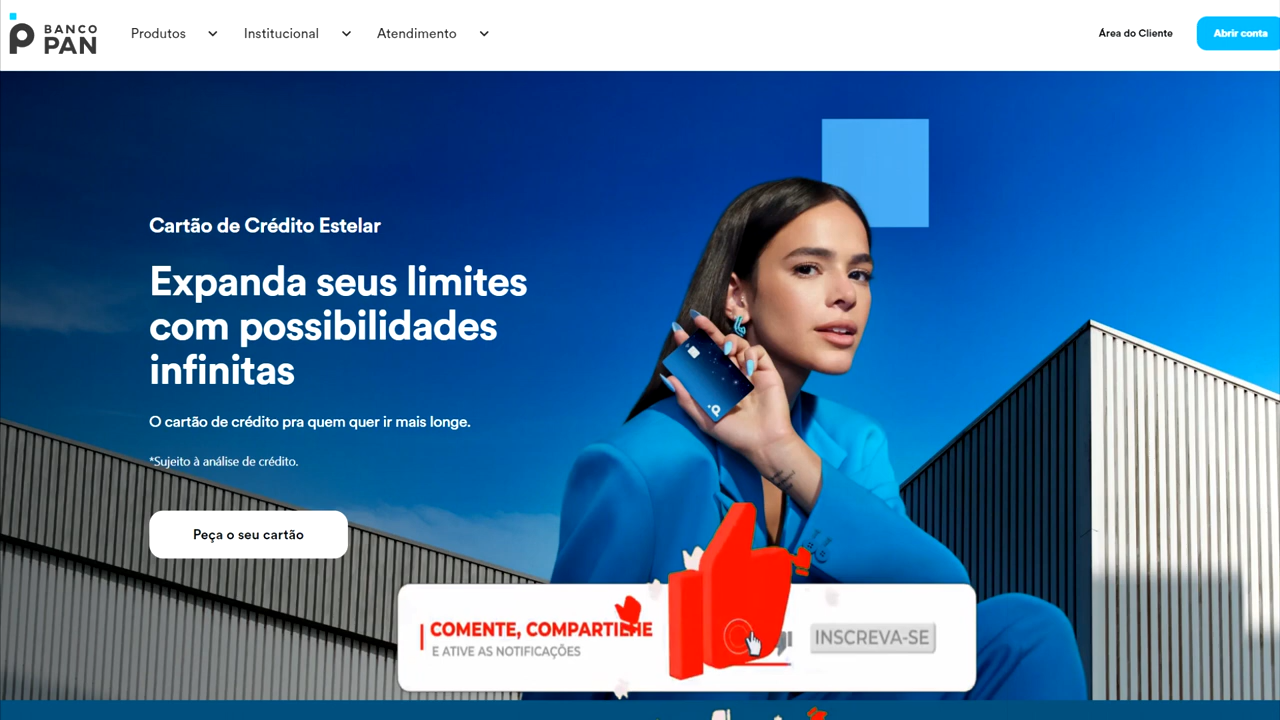 BANCO
PAN
Produtos
Institucional
Atendimento
Área do Cliente
Abrir conta
Cartão de Crédito Estelar
Expanda seus limites
com possibilidades
infinitas
O cartão de crédito pra quem quer ir mais longe.
*Sujeito à análise de crédito.
Peça o seu cartão
COMENTE, COMPARTILHE
E ATIVE AS NOTIFICAÇÕES
INSCREVA-SE